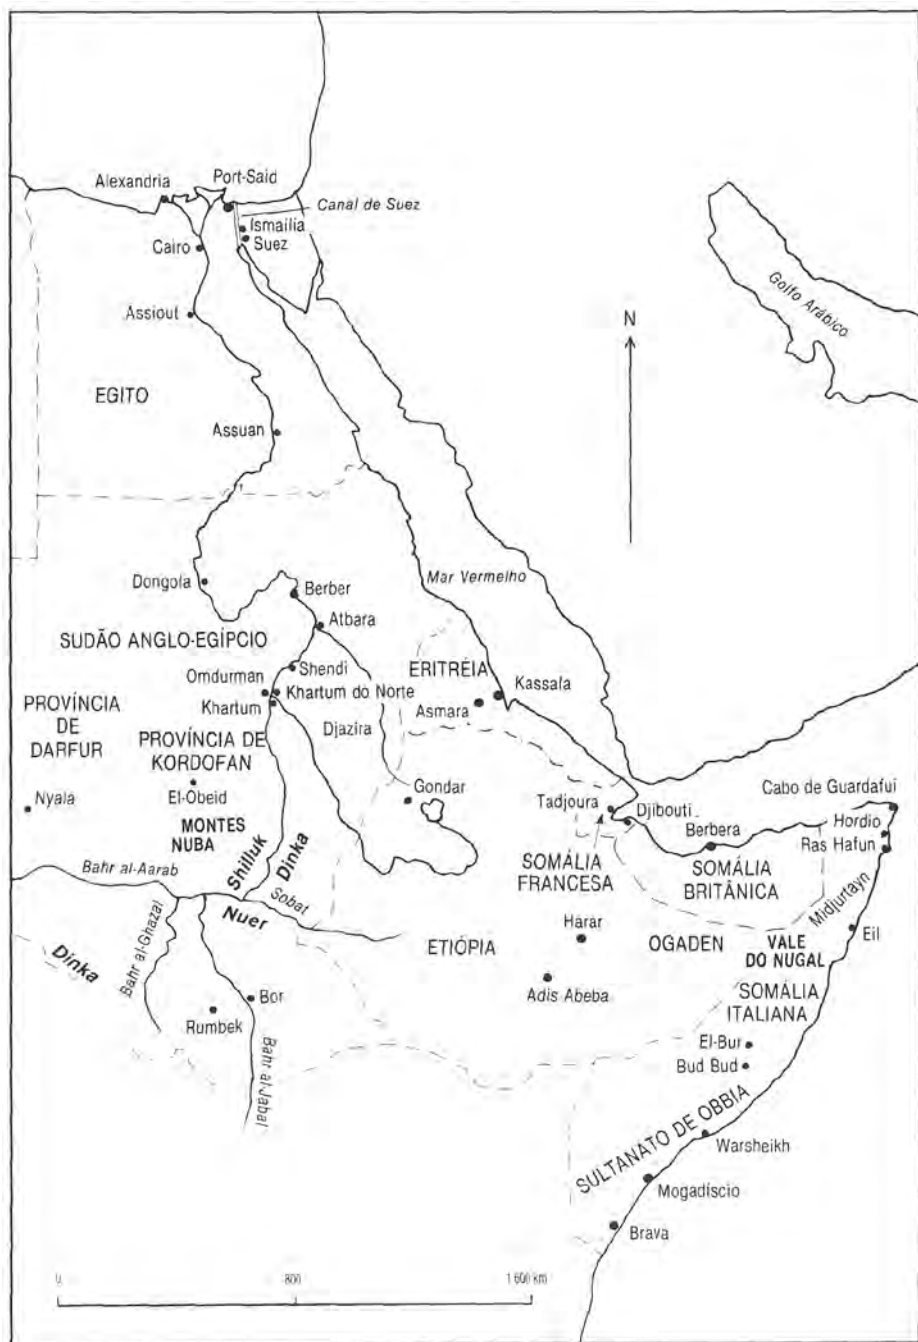 Alexandria
Port-Said
Canal de Suez
Ismaïlia
Suez
Cairo
Golfo Arábico
Assiout
N
EGITO
Assuan
Dongola
Berber
Mar Vermelho
Atbara
SUDÃO ANGLO-EGÍPCIO
Shendi
ERITRÉIA
Omdurman
Khartum do Norte
Kassala
Khartum
Asmara
PROVÍNCIA
DE
DARFUR
Djazira
PROVÍNCIA DE
KORDOFAN
El-Obeid
Gondar
Cabo de Guardafui
Nyala
Tadjoura
Djibouti
Hordio
MONTES
NUBA
Berbera
Ras Hafun
Shilluk
Dinka
SOMÁLIA
FRANCESA
SOMÁLIA
BRITÂNICA
Bahr al-Aarab
Midjurtayn
Sobat
Nuer
Harar
Eil
Dinka
Bahr al-Ghazal
ETIÓPIA
OGADEN
VALE
DO NUGAL
Adis Abeba
SOMÁLIA
ITALIANA
Bor
Rumbek
El-Bur
Bud Bud
Bahr al-Jabal
SULTANATO DE OBBIA
Warsheikh
Mogadíscio
Brava
0
800
1 600 km